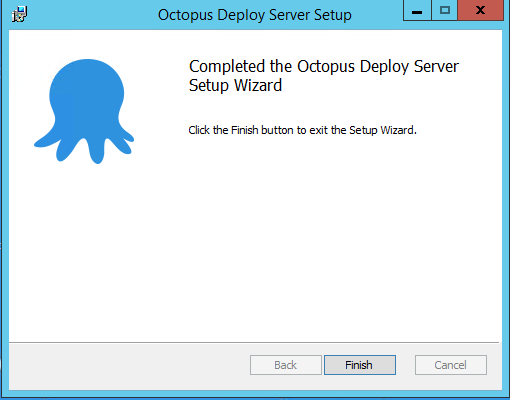 Octopus Deploy Server Setup
Completed the Octopus Deploy Server
Setup Wizard
Click the Finish button to exit the Setup Wizard.
Back
Finish
Cancel